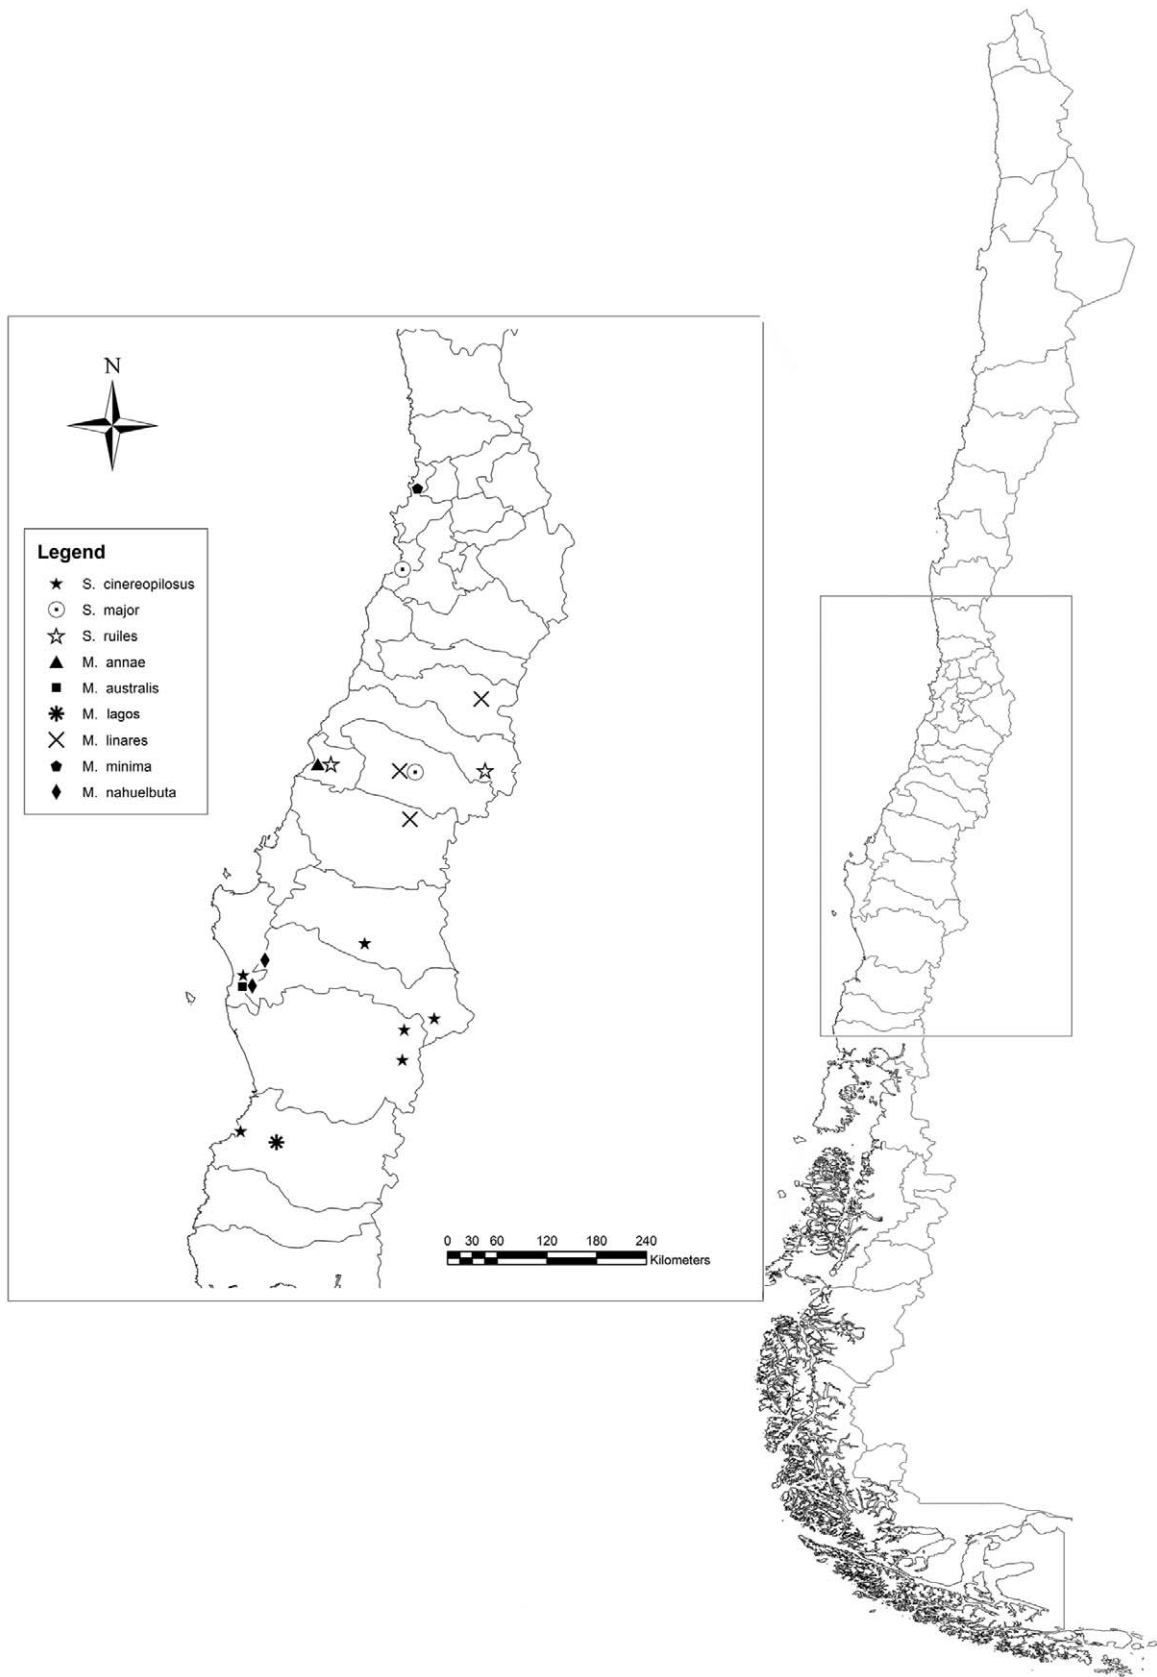 N
Legend
S. cinereopilosus
S. major
S. ruiles
M. annae
M. australis
M. lagos
M. linares
M. minima
M. nahuelbuta
0 30 60 120 180 240
Kilometers